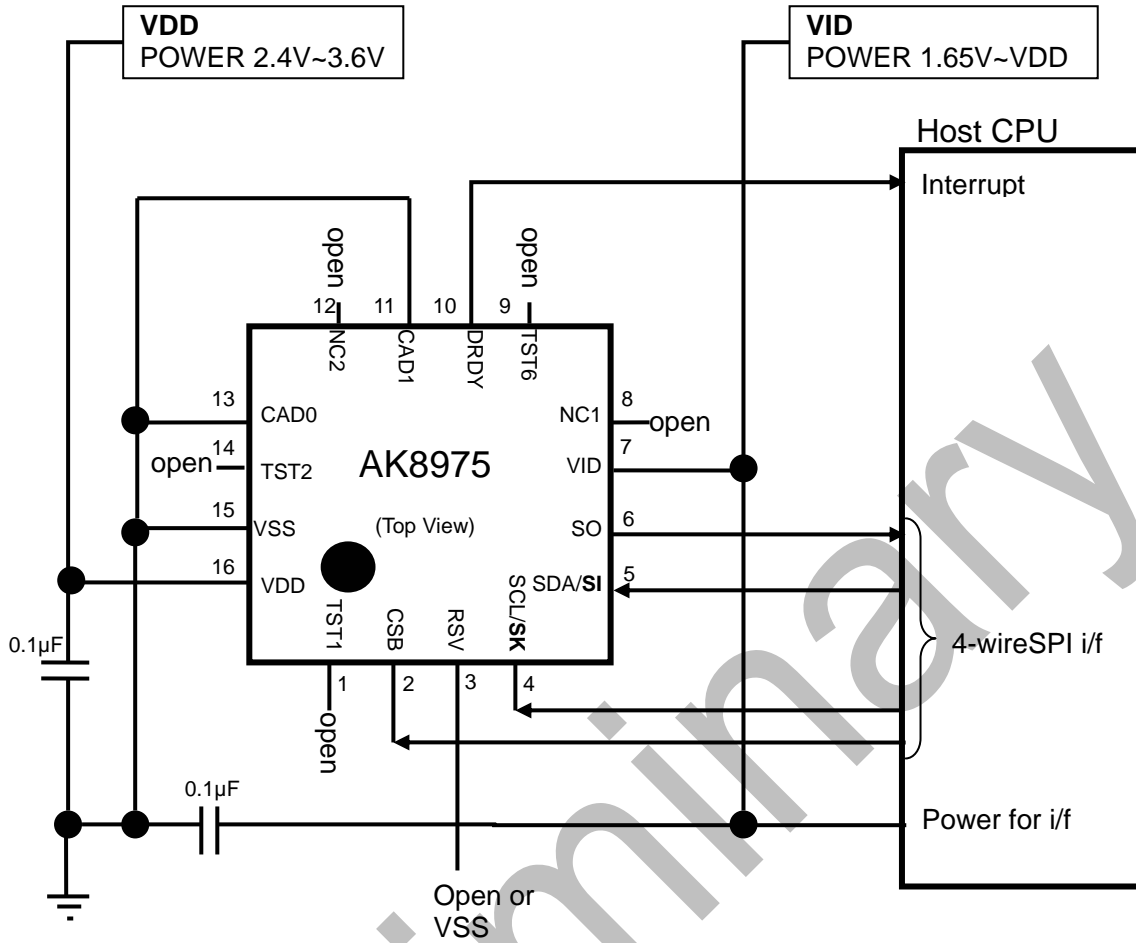 VDD
POWER 2.4V~3.6V
VID
POWER 1.65V~VDD
Host CPU
Interrupt
open
open
12
11
10
9
NC2
CAD1
DRDY
TST6
13
CAD0
NC1
8
open
open
14
TST2
AK8975
VID
7
15
VSS
(Top View)
SO
6
16
VDD
SDA/SI
5
TST1
CSB
RSV
SCL/SK
0.1µF
4-wireSPI i/f
1
2
3
4
open
0.1µF
Power for i/f
Open or
VSS
iminary